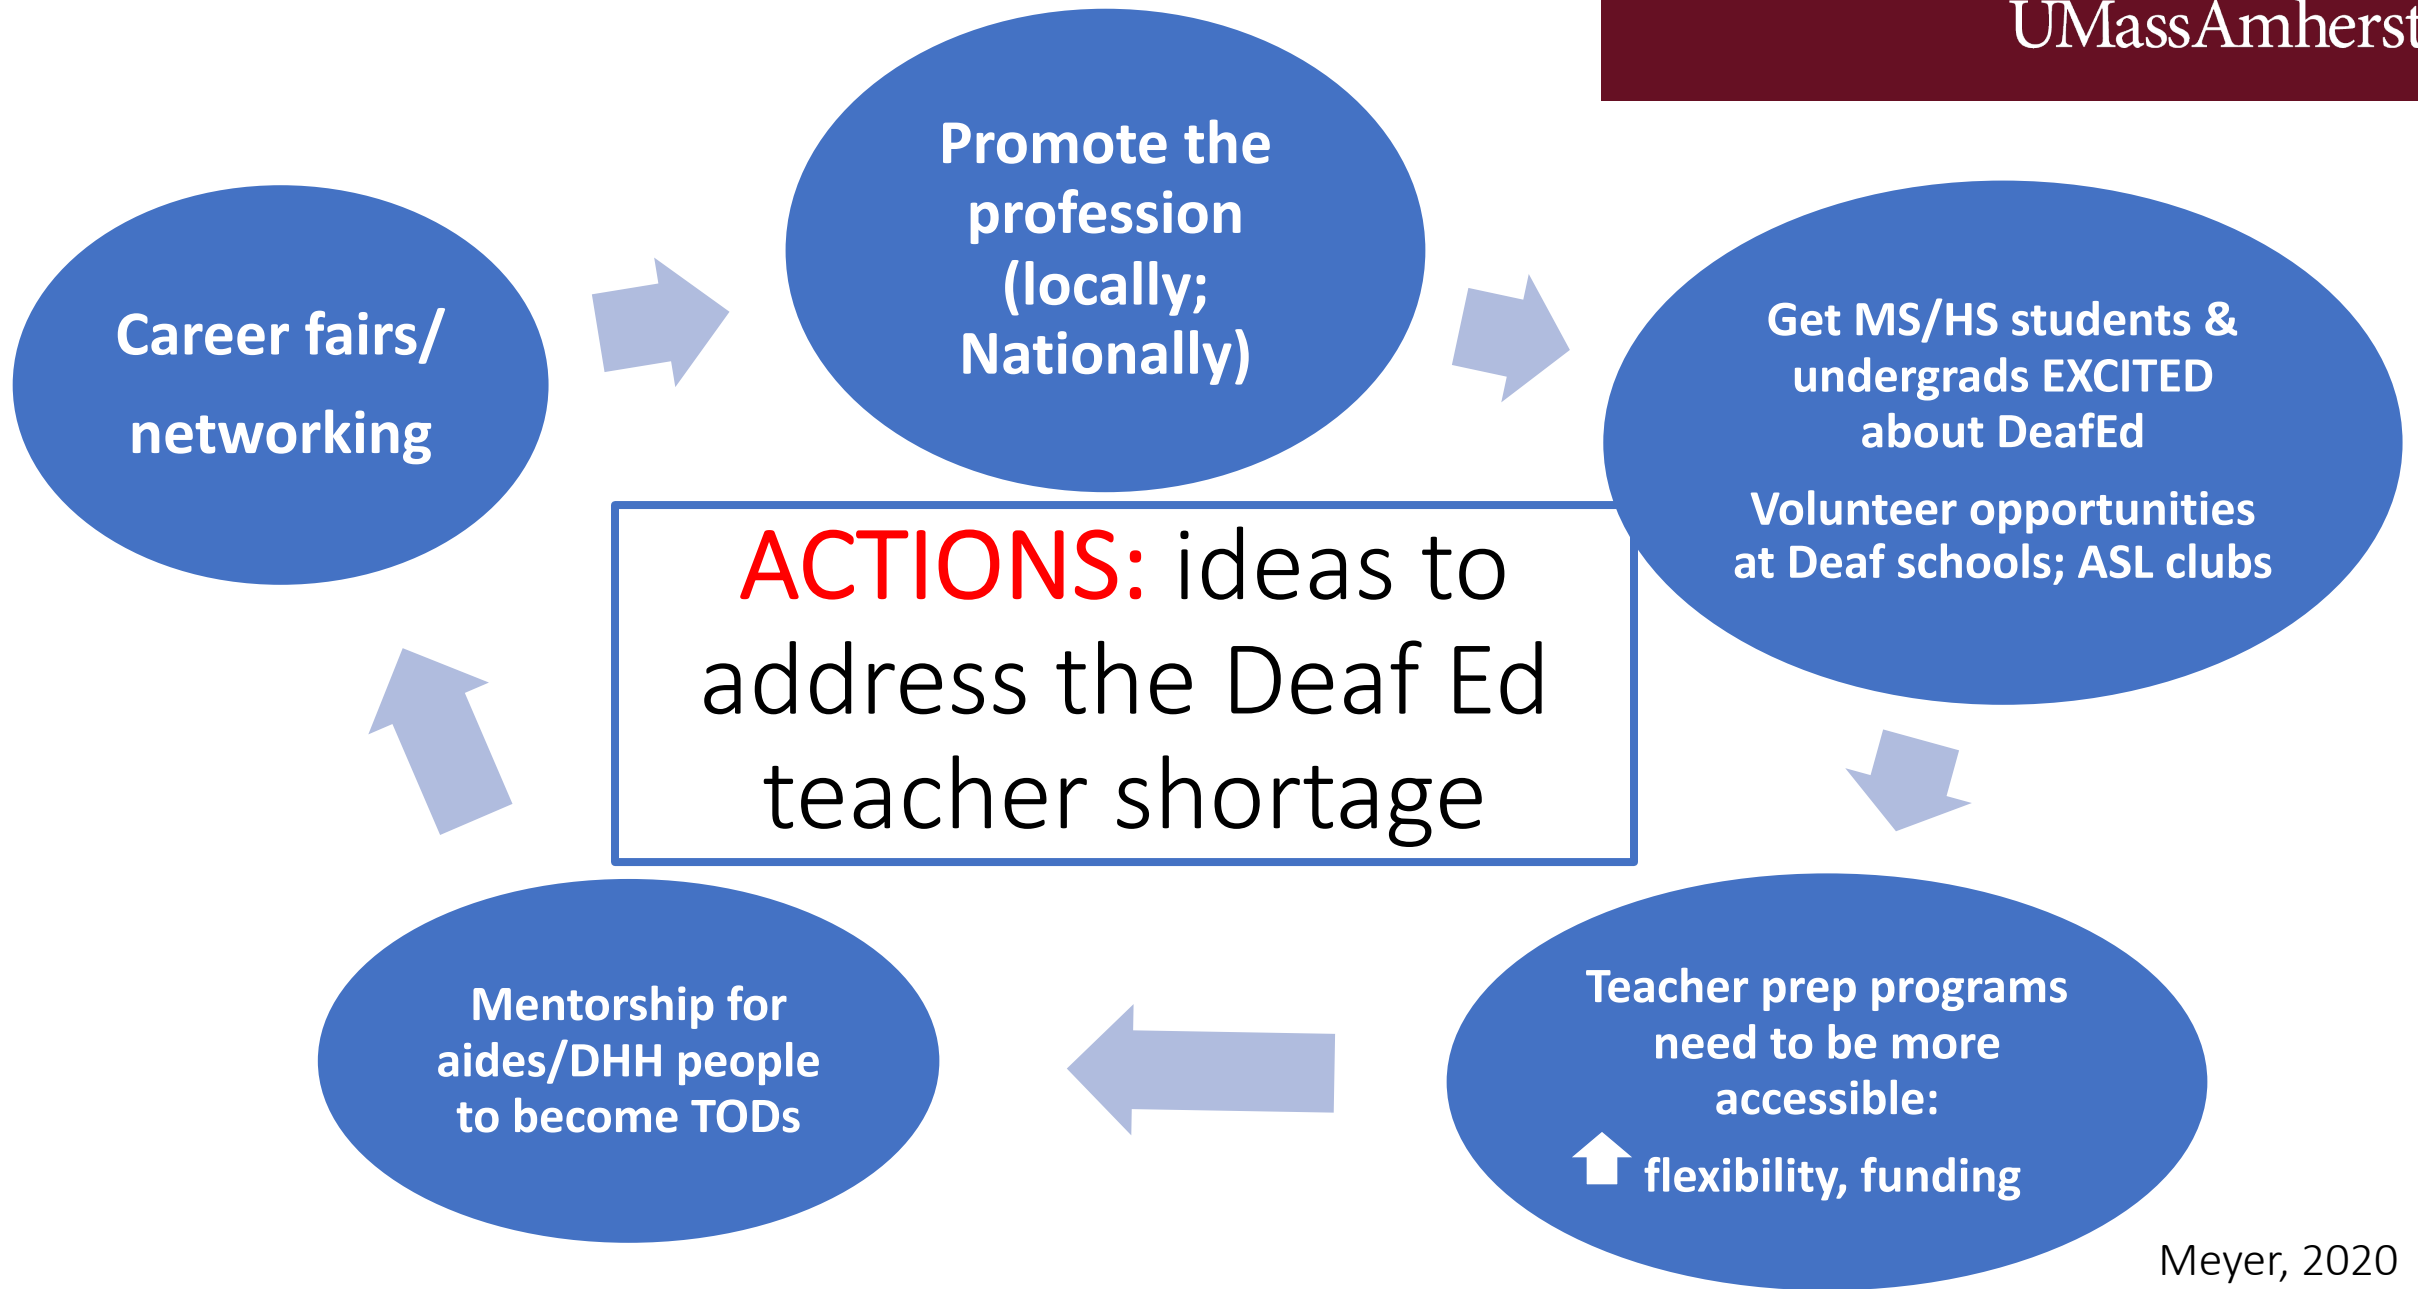 UMassAmherst
Promote the
profession
(locally;
Nationally)
Career fairs/
networking
Get MS/HS students &
undergrads EXCITED
about DeafEd
Volunteer opportunities
at Deaf schools; ASL clubs
ACTIONS: ideas to
address the Deaf Ed
teacher shortage
Teacher prep programs
need to be more
accessible:
flexibility, funding
Mentorship for
aides/DHH people
to become TODs
Meyer, 2020